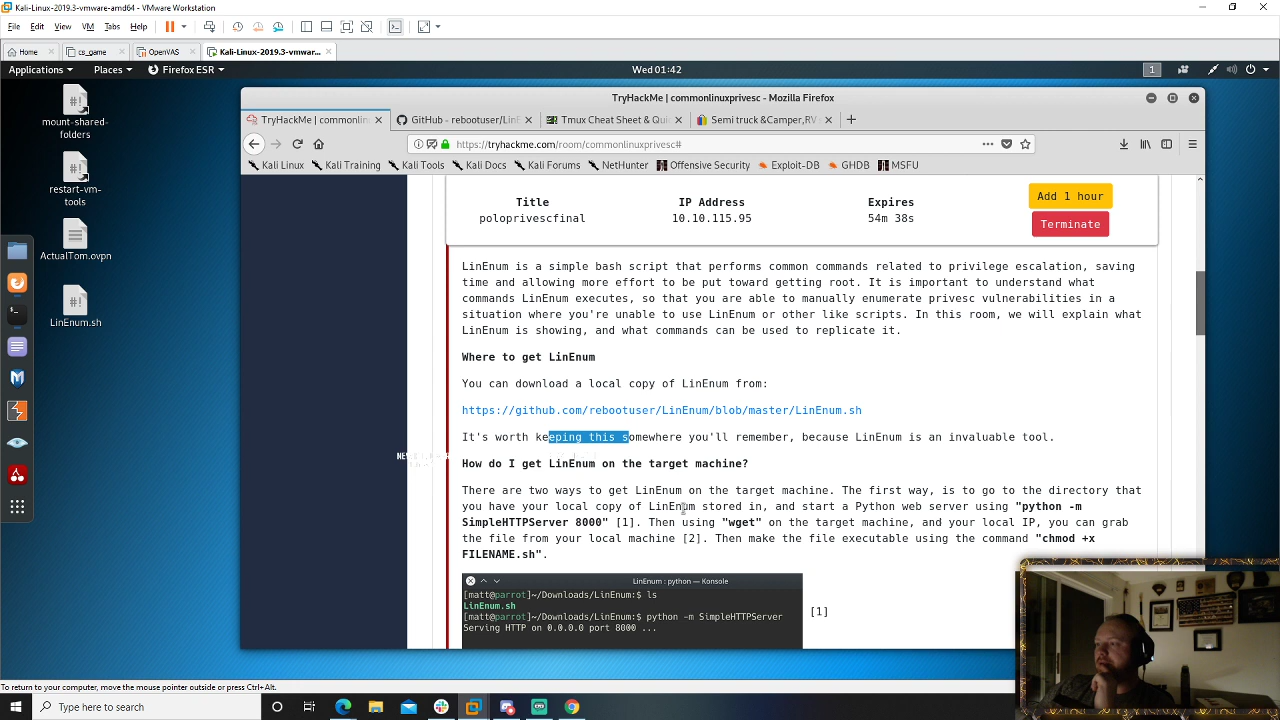 Kali-Linux-2019.3-vmware-amd64 - VMware Workstation
File Edit View VM Tabs Help
Home cs_game OpenVAS Kali-Linux-2019.3-vmwar...
Applications Places Firefox ESR Wed 01:42 1
mount-shared-folders
restart-vm-tools
ActualTom.ovpn
LinEnum.sh
TryHackMe | commonlinuxprivesc - Mozilla Firefox
TryHackMe | commonlinux GitHub - rebootuser/LinE Tmux Cheat Sheet & Qui Semi truck &Camper,RV
https://tryhackme.com/room/commonlinuxprivesc#
Kali Linux Kali Training Kali Tools Kali Docs Kali Forums NetHunter Offensive Security Exploit-DB GHDB MSFU
Title IP Address Expires Add 1 hour
poloprivescfinal 10.10.115.95 54m 38s Terminate
LinEnum is a simple bash script that performs common commands related to privilege escalation, saving
time and allowing more effort to be put toward getting root. It is important to understand what
commands LinEnum executes, so that you are able to manually enumerate privesc vulnerabilities in a
situation where you're unable to use LinEnum or other like scripts. In this room, we will explain what
LinEnum is showing, and what commands can be used to replicate it.
Where to get LinEnum
You can download a local copy of LinEnum from:
https://github.com/rebootuser/LinEnum/blob/master/LinEnum.sh
It's worth keeping this somewhere you'll remember, because LinEnum is an invaluable tool.
How do I get LinEnum on the target machine?
There are two ways to get LinEnum on the target machine. The first way, is to go to the directory that
you have your local copy of LinEnum stored in, and start a Python web server using "python -m
SimpleHTTPServer 8000" [1]. Then using "wget" on the target machine, and your local IP, you can grab
the file from your local machine [2]. Then make the file executable using the command "chmod +x
FILENAME.sh".
LinEnum : python — Konsole
[matt@parrot]~/Downloads/LinEnum:$ ls
LinEnum.sh
[matt@parrot]~/Downloads/LinEnum:$ python -m SimpleHTTPServer
Serving HTTP on 0.0.0.0 port 8000 ...
[1]
To return to your computer, move the mouse pointer outside or press Ctrl+Alt.
Type here to search